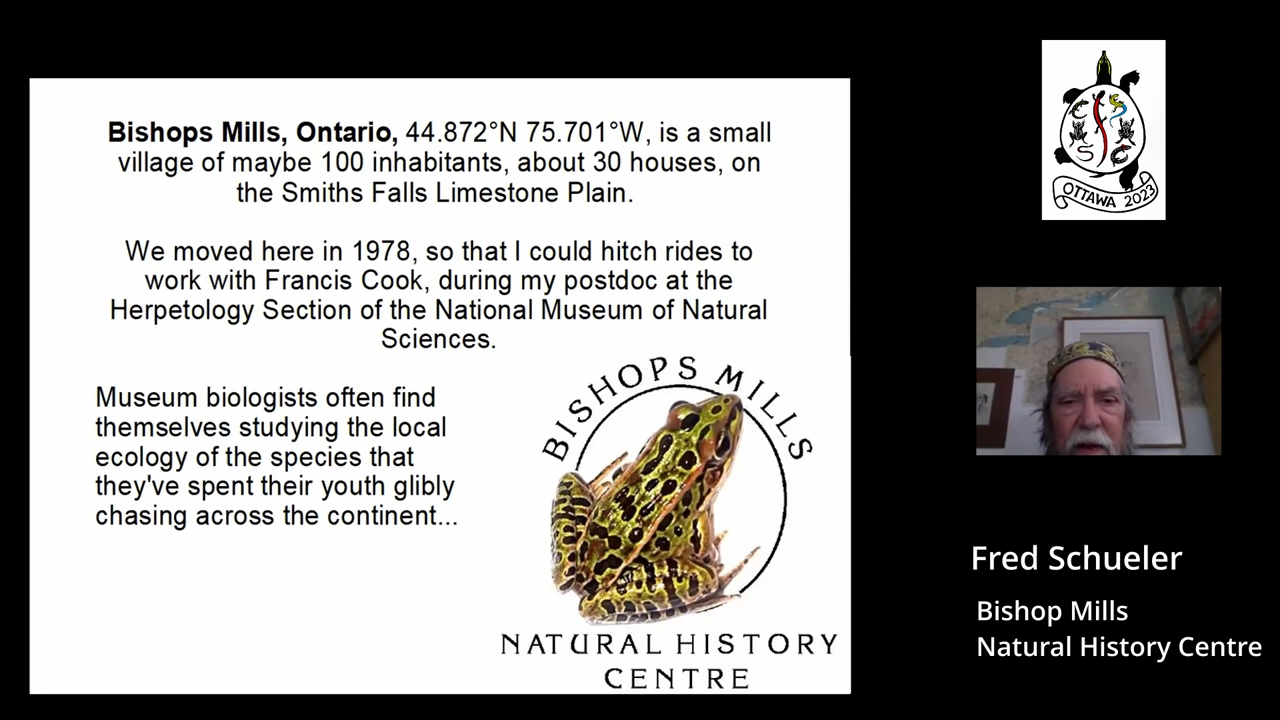 Bishops Mills, Ontario, 44.872°N 75.701°W, is a small
village of maybe 100 inhabitants, about 30 houses, on
the Smiths Falls Limestone Plain.
We moved here in 1978, so that I could hitch rides to
work with Francis Cook, during my postdoc at the
Herpetology Section of the National Museum of Natural
Sciences.
Museum biologists often find
themselves studying the local
ecology of the species that
they've spent their youth glibly
chasing across the continent...
BISHOPS MILLS
NATURAL HISTORY
CENTRE
OTTAWA 2023
Fred Schueler
Bishop Mills
Natural History Centre